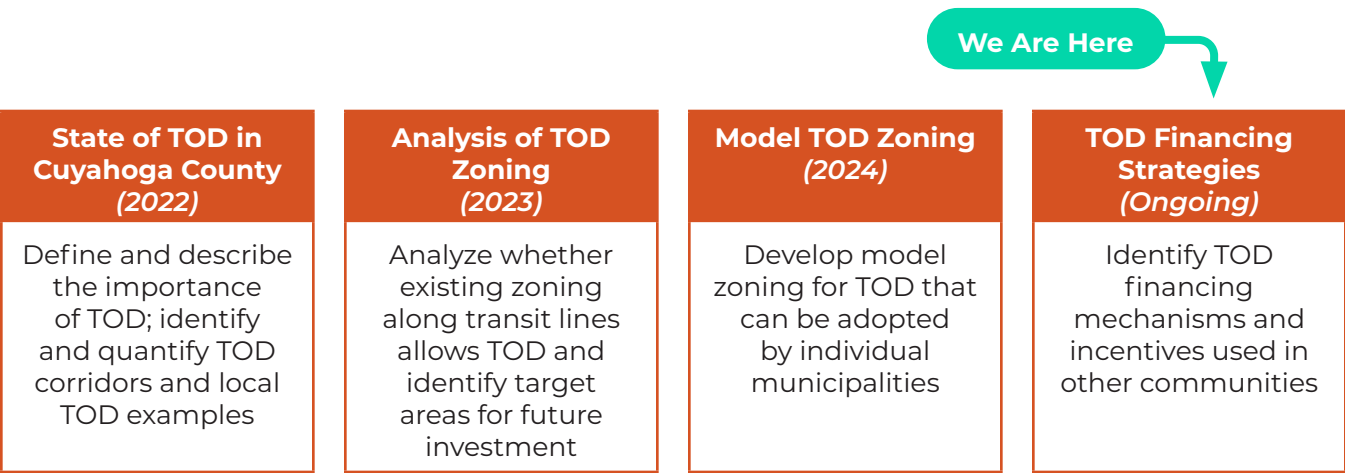 We Are Here
State of TOD in
Cuyahoga County
(2022)
Define and describe
the importance
of TOD; identify
and quantify TOD
corridors and local
TOD examples
Analysis of TOD
Zoning
(2023)
Analyze whether
existing zoning
along transit lines
allows TOD and
identify target
areas for future
investment
Model TOD Zoning
(2024)
Develop model
zoning for TOD that
can be adopted
by individual
municipalities
TOD Financing
Strategies
(Ongoing)
Identify TOD
financing
mechanisms and
incentives used in
other communities